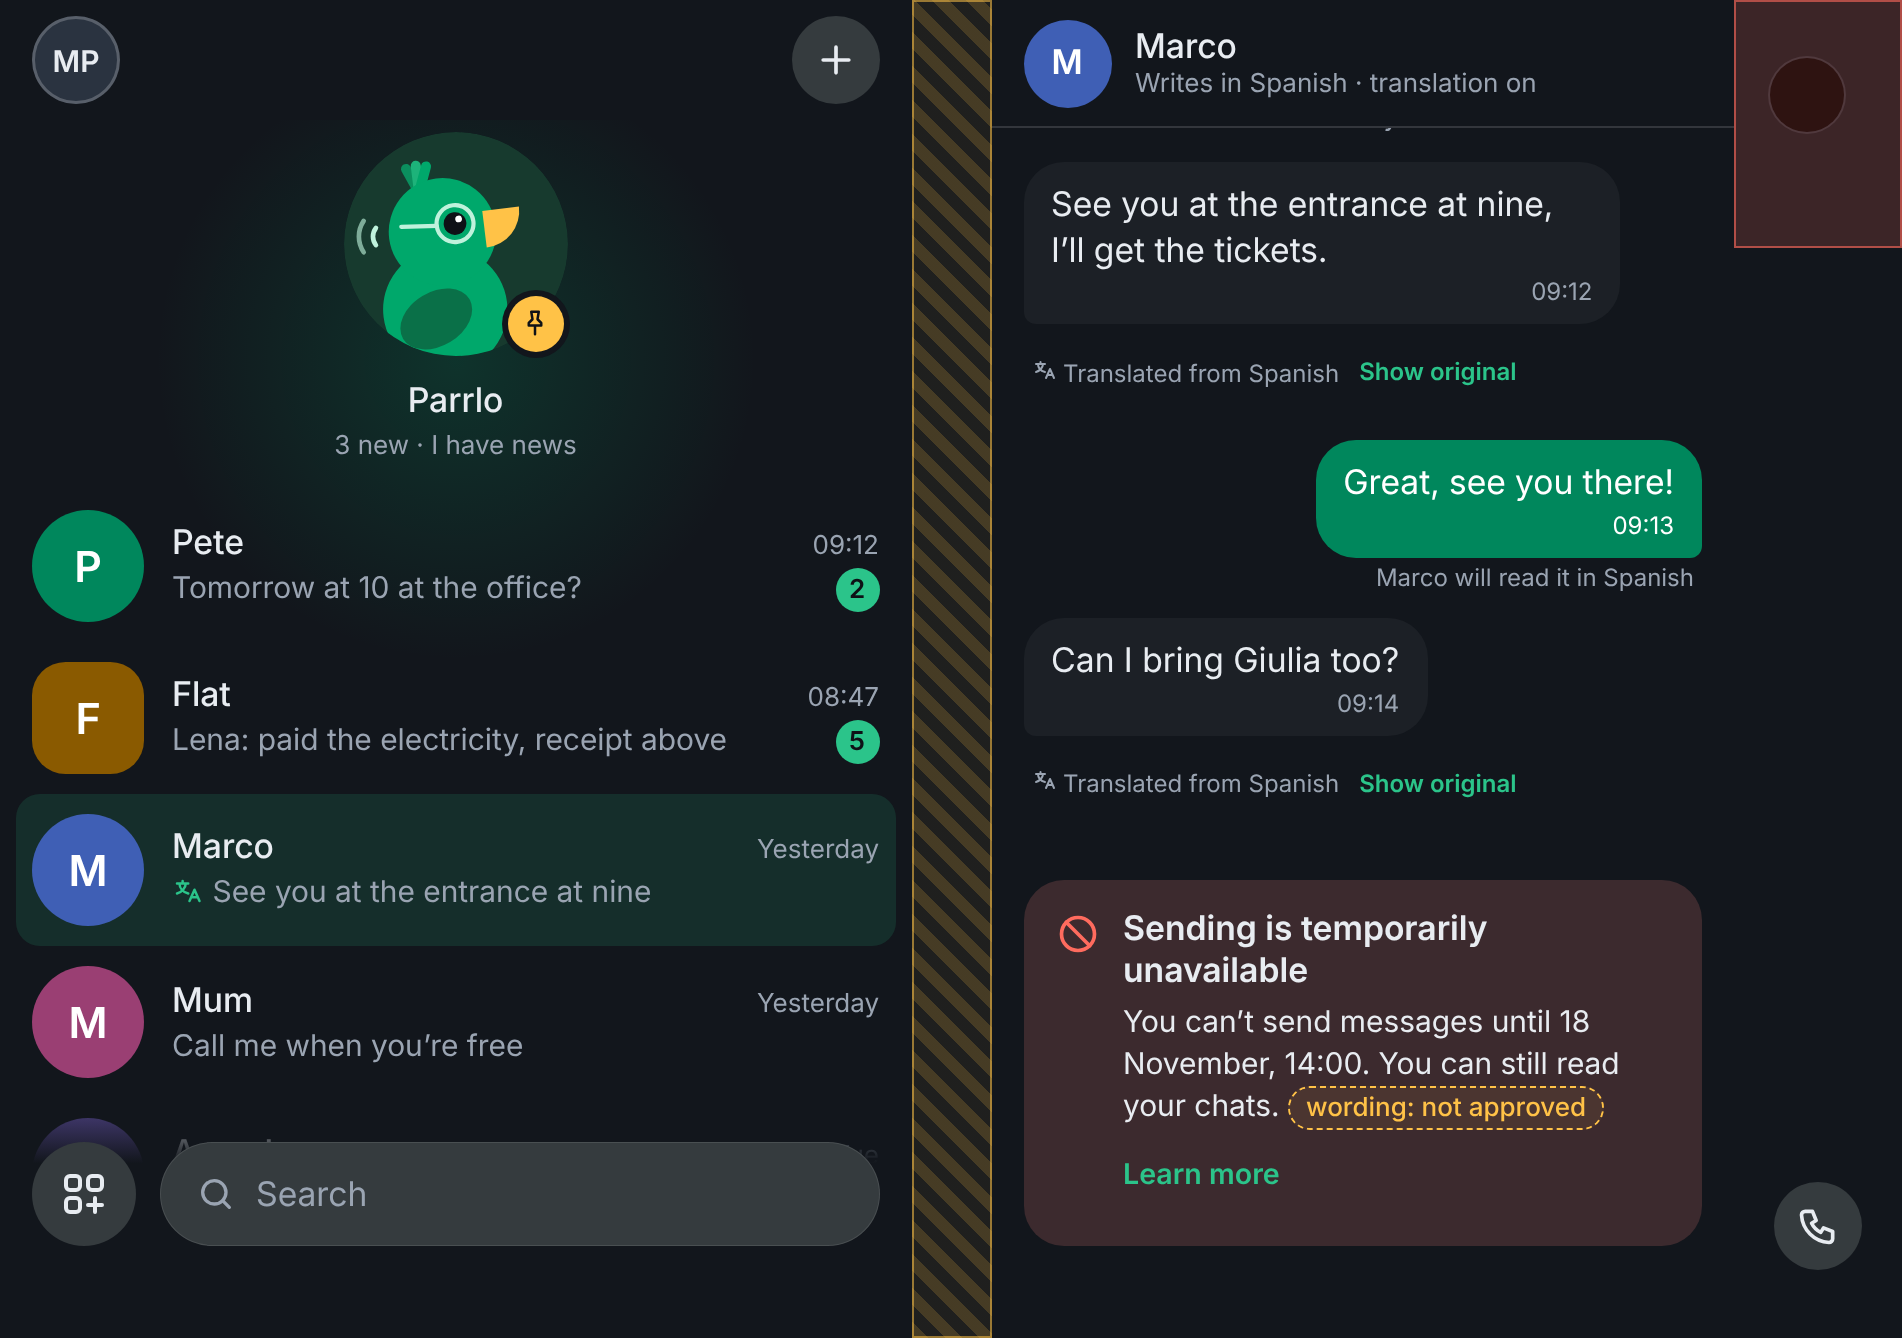 MP
Parrlo
3 new · I have news
P
Pete
09:12
Tomorrow at 10 at the office?
2
F
Flat
08:47
Lena: paid the electricity, receipt above
5
M
Marco
Yesterday
See you at the entrance at nine
M
Mum
Yesterday
Call me when you’re free
Search
M
Marco
Writes in Spanish · translation on
See you at the entrance at nine,
I’ll get the tickets.
09:12
Translated from Spanish Show original
Great, see you there!
09:13
Marco will read it in Spanish
Can I bring Giulia too?
09:14
Translated from Spanish Show original
Sending is temporarily
unavailable
You can’t send messages until 18
November, 14:00. You can still read
your chats. wording: not approved
Learn more